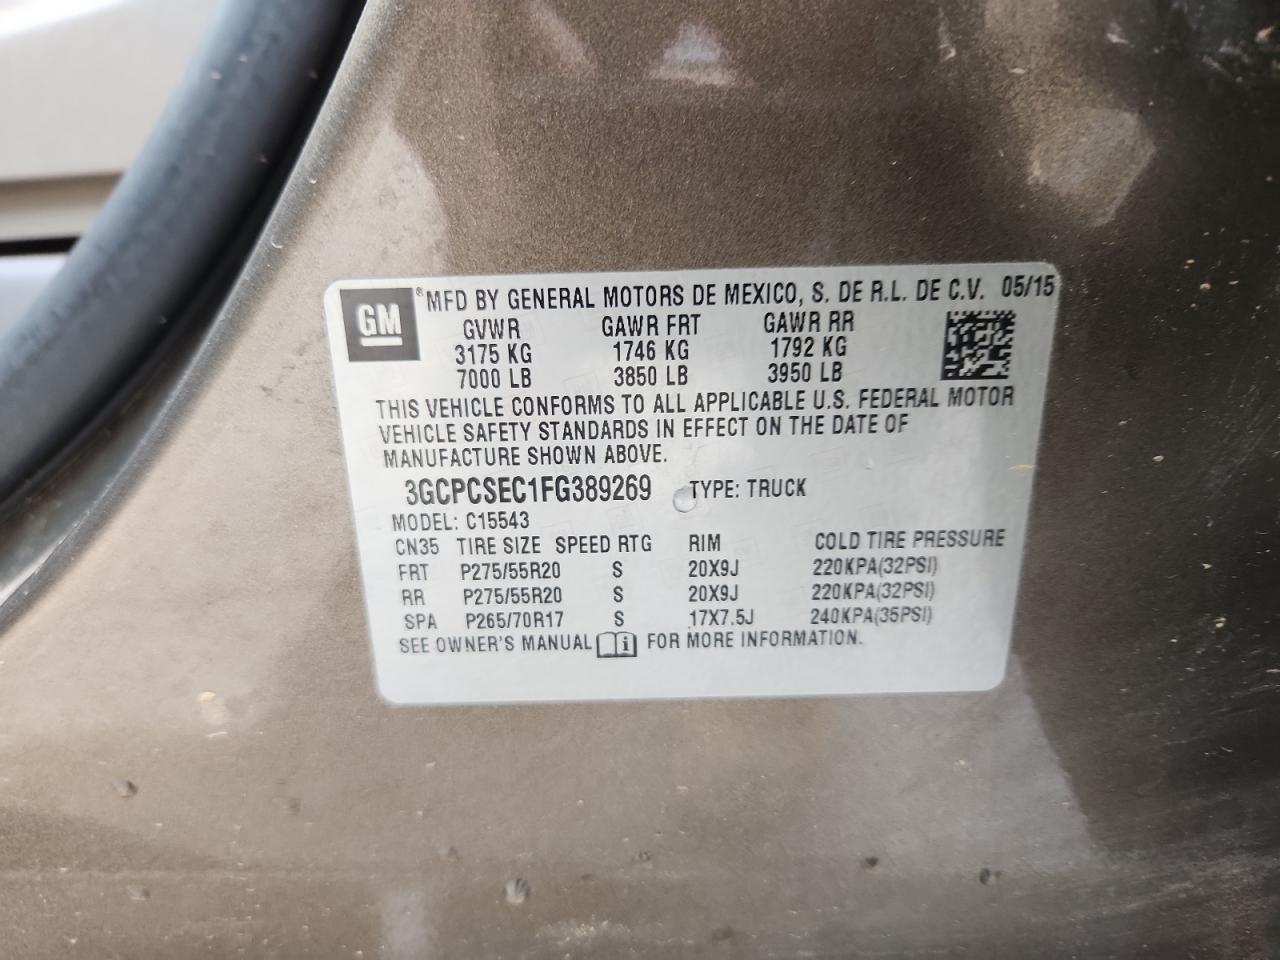 GM ® MFD BY GENERAL MOTORS DE MEXICO, S. DE R.L. DE C.V. 05/15
GVWR GAWR FRT GAWR RR
3175 KG 1746 KG 1792 KG
7000 LB 3850 LB 3950 LB
THIS VEHICLE CONFORMS TO ALL APPLICABLE U.S. FEDERAL MOTOR
VEHICLE SAFETY STANDARDS IN EFFECT ON THE DATE OF
MANUFACTURE SHOWN ABOVE.
3GCPCSEC1FG389269 TYPE: TRUCK
MODEL: C15543
CN35 TIRE SIZE SPEED RTG RIM COLD TIRE PRESSURE
FRT P275/55R20 S 20X9J 220KPA(32PSI)
RR P275/55R20 S 20X9J 220KPA(32PSI)
SPA P265/70R17 S 17X7.5J 240KPA(35PSI)
SEE OWNER'S MANUAL i FOR MORE INFORMATION.